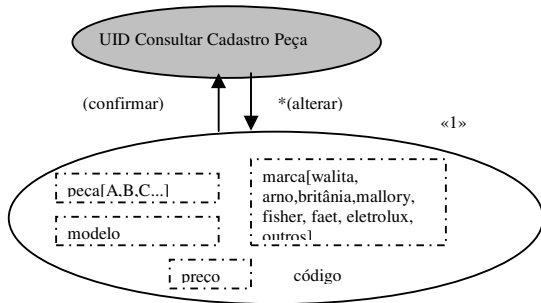 UID Consultar Cadastro Peça
(confirmar)
*(alterar)
«1»
peça[A,B,C...]
marca[walita,
arno,britânia,mallory,
fisher, faet, eletrolux,
outros]
modelo
preço
código